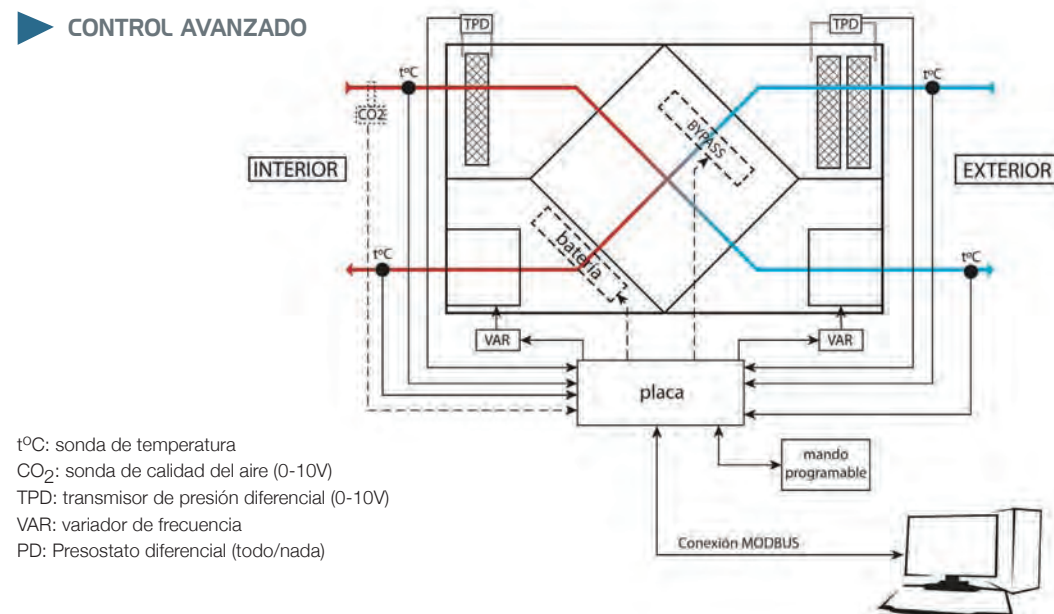 CONTROL AVANZADO
TPD
TPD
tºC
tºC
CO2
BYPASS
INTERIOR
EXTERIOR
batería
tºC
tºC
VAR
VAR
placa
mando
programable
Conexión MODBUS
tºC: sonda de temperatura
CO2: sonda de calidad del aire (0-10V)
TPD: transmisor de presión diferencial (0-10V)
VAR: variador de frecuencia
PD: Presostato diferencial (todo/nada)